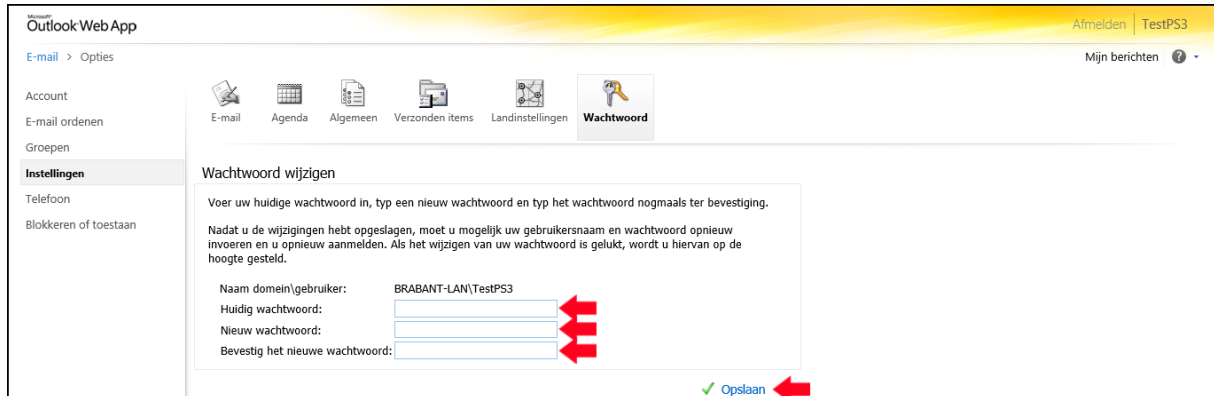 Microsoft
Outlook Web App
Afmelden | TestPS3
E-mail > Opties
Mijn berichten
Account
E-mail ordenen
Groepen
Instellingen
Telefoon
Blokkeren of toestaan
E-mail Agenda Algemeen Verzonden items Landinstellingen Wachtwoord
Wachtwoord wijzigen
Voer uw huidige wachtwoord in, typ een nieuw wachtwoord en typ het wachtwoord nogmaals ter bevestiging.
Nadat u de wijzigingen hebt opgeslagen, moet u mogelijk uw gebruikersnaam en wachtwoord opnieuw
invoeren en u opnieuw aanmelden. Als het wijzigen van uw wachtwoord is gelukt, wordt u hiervan op de
hoogte gesteld.
Naam domein\gebruiker: BRABANT-LAN\TestPS3
Huidig wachtwoord:
Nieuw wachtwoord:
Bevestig het nieuwe wachtwoord:
Opslaan